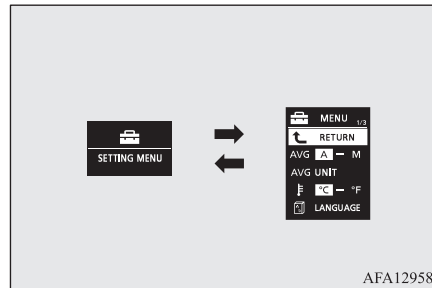 SETTING MENU
MENU 1/3
RETURN
AVG A – M
AVG UNIT
°C – °F
LANGUAGE
AFA12958